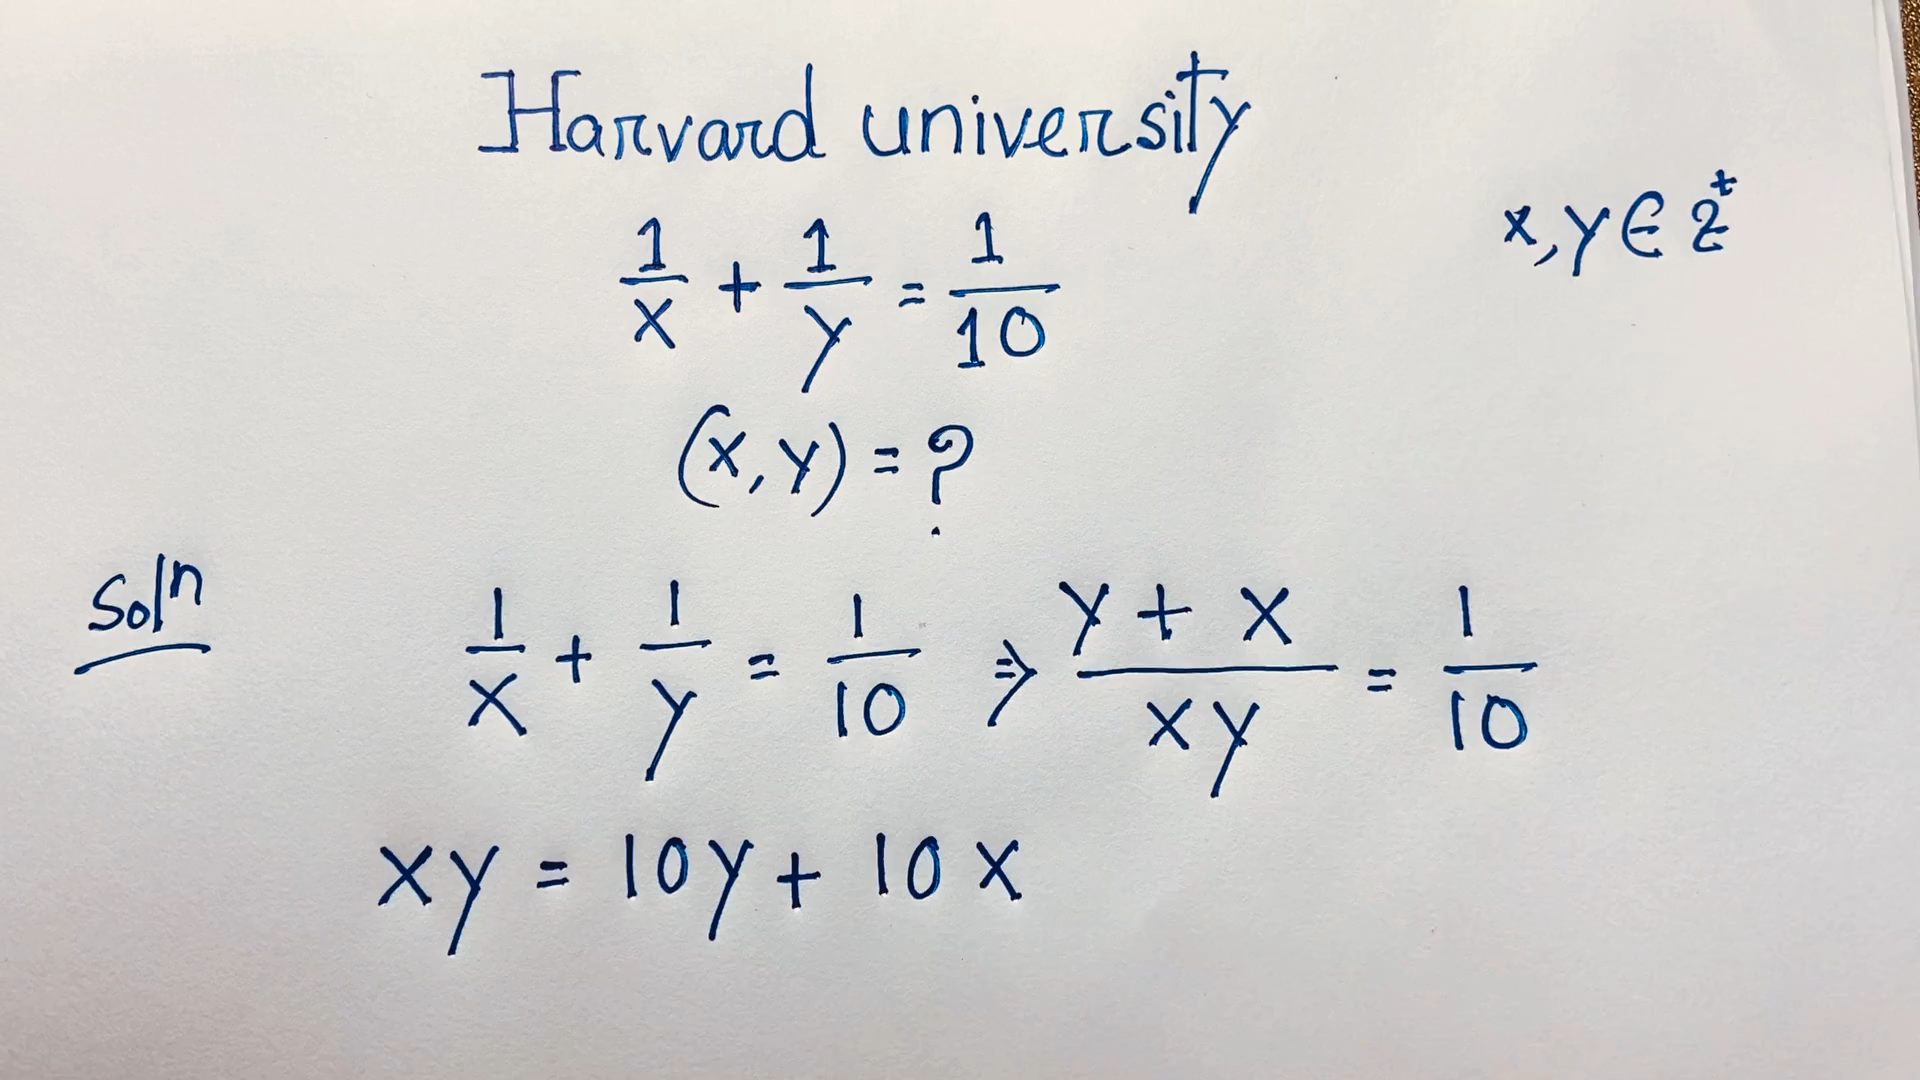 Harvard university
1/x + 1/y = 1/10
x, y ∈ Z⁺
(x, y) = ?
Solⁿ
1/x + 1/y = 1/10 ⇒ y + x / xy = 1/10
xy = 10y + 10x